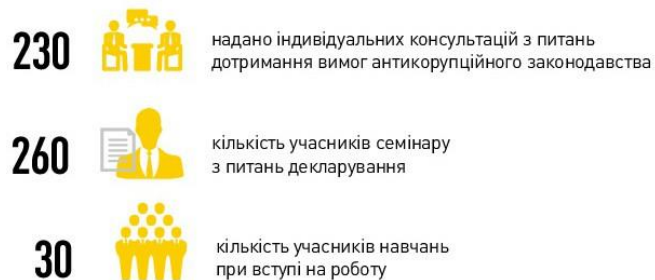 230
надано індивідуальних консультацій з питань
дотримання вимог антикорупційного законодавства
260
кількість учасників семінару
з питань декларування
30
кількість учасників навчань
при вступі на роботу